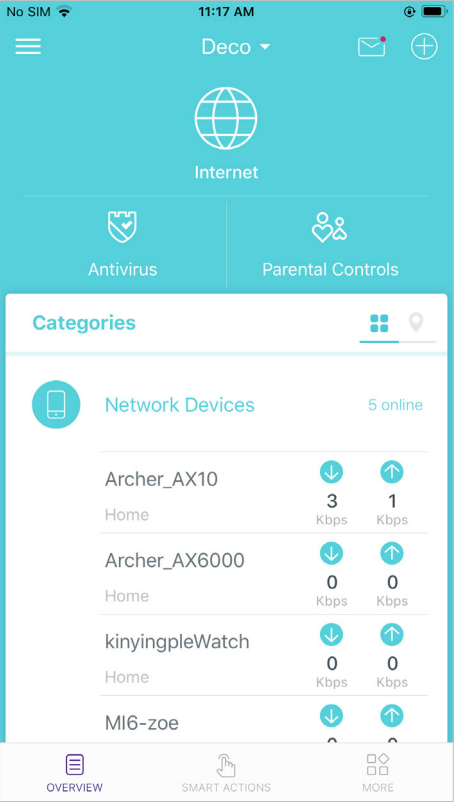 No SIM 11:17 AM
Deco
Internet
Antivirus Parental Controls
Categories
Network Devices 5 online
Archer_AX10
3 1
Home Kbps Kbps
Archer_AX6000
0 0
Home Kbps Kbps
kinyingpleWatch
0 0
Home Kbps Kbps
MI6-zoe
OVERVIEW SMART ACTIONS MORE